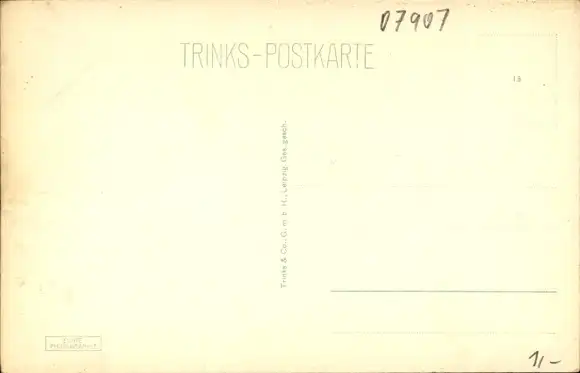 07907
TRINKS-POSTKARTE
13
Trinks & Co., G. m. b. H., Leipzig. Ges. gesch.
1/-